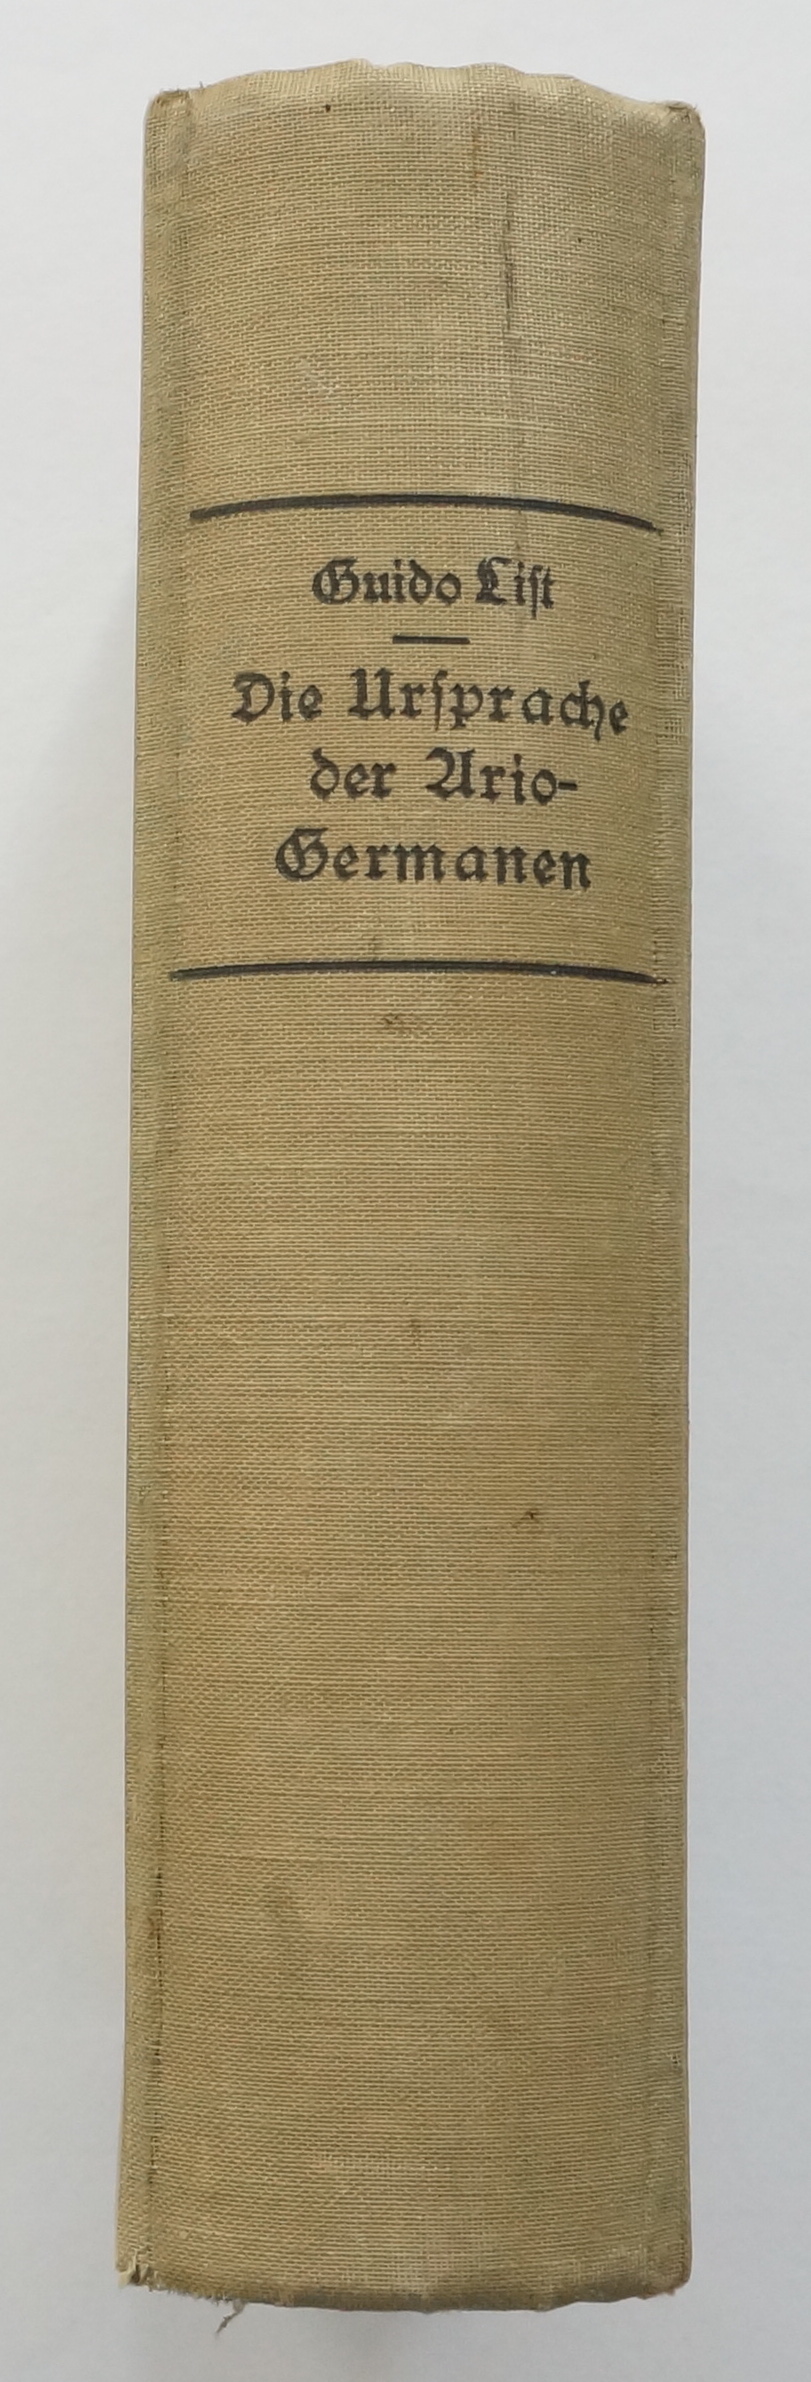 Guido Liſt
Die Urſprache
der Ario-
Germanen